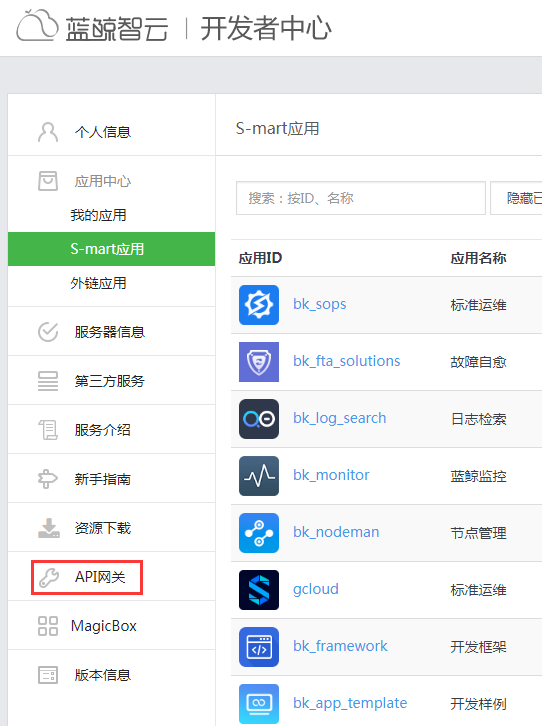 蓝鲸智云 | 开发者中心
个人信息
应用中心
我的应用
S-mart应用
外链应用
服务器信息
第三方服务
服务介绍
新手指南
资源下载
API网关
MagicBox
版本信息
S-mart应用
搜索：按ID、名称 隐藏已
应用ID 应用名称
bk_sops 标准运维
bk_fta_solutions 故障自愈
bk_log_search 日志检索
bk_monitor 蓝鲸监控
bk_nodeman 节点管理
gcloud 标准运维
bk_framework 开发框架
bk_app_template 开发样例